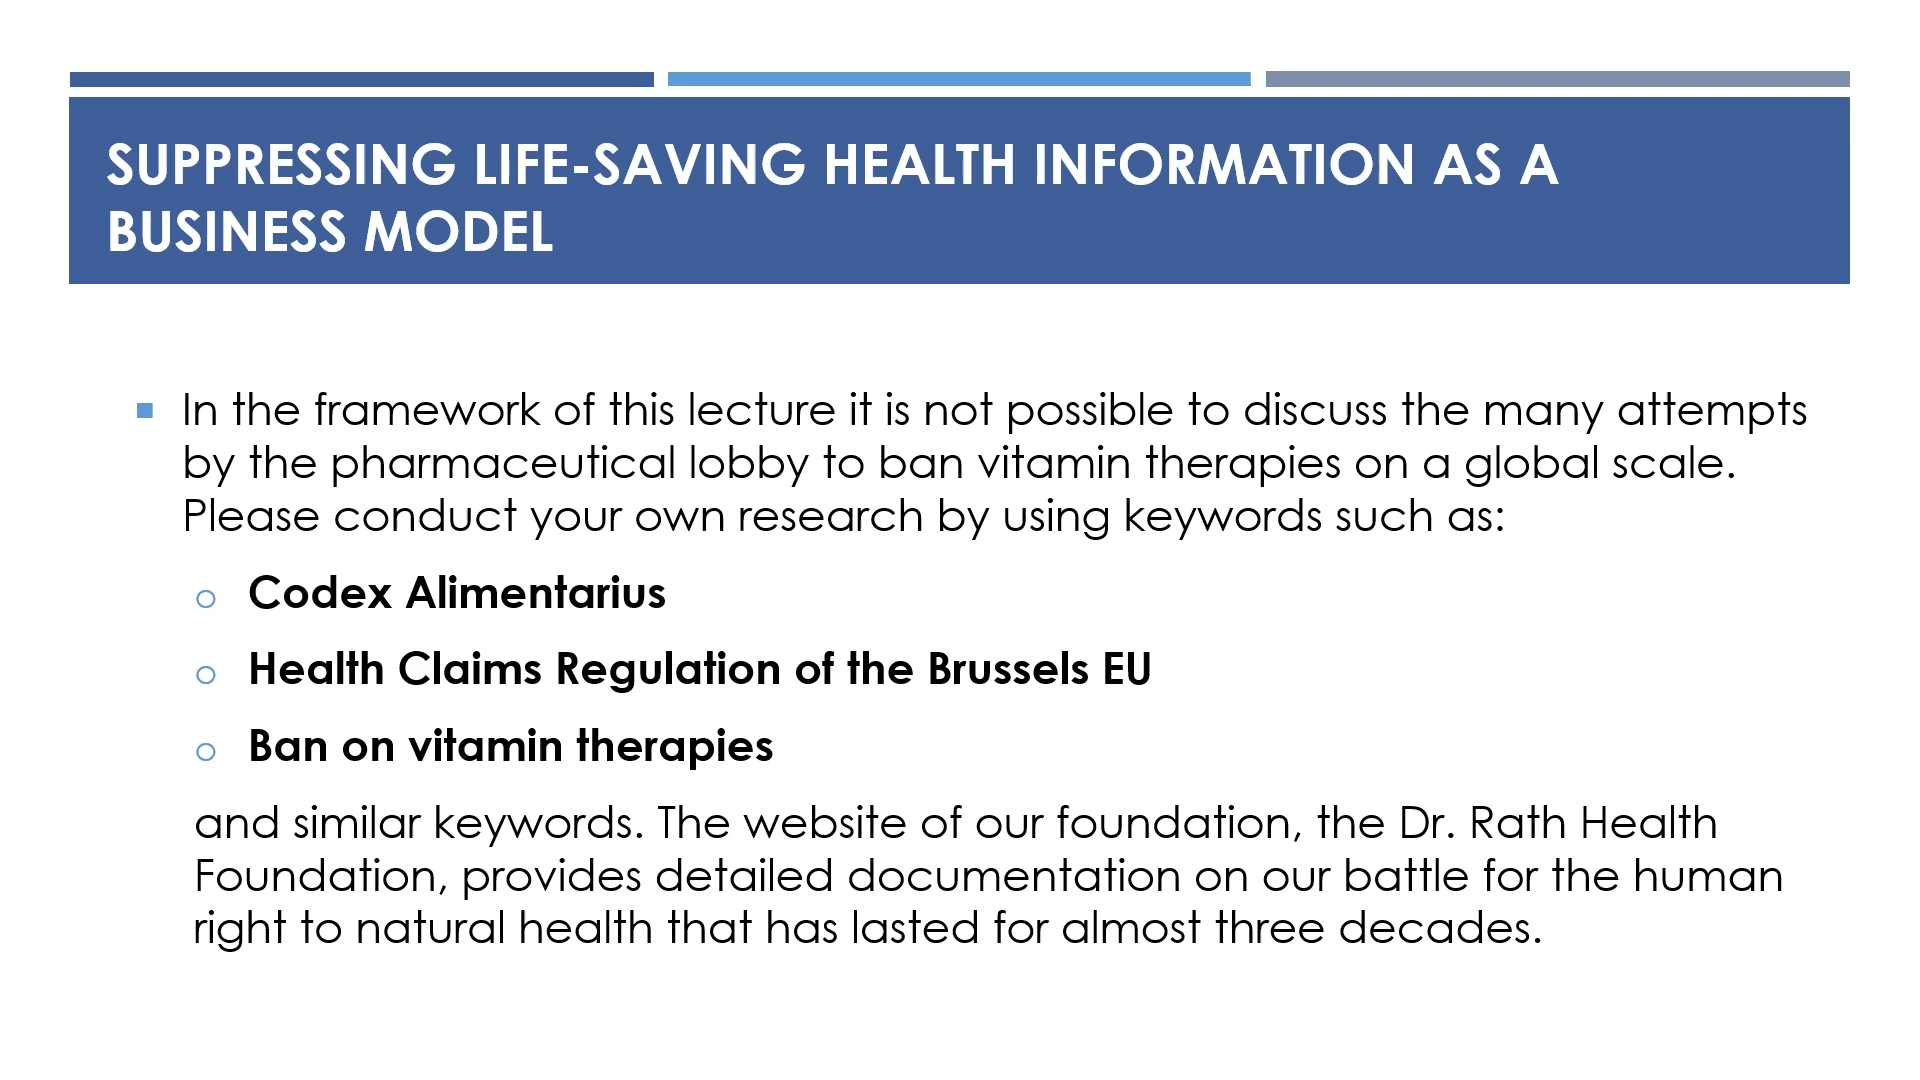 SUPPRESSING LIFE-SAVING HEALTH INFORMATION AS A
BUSINESS MODEL
In the framework of this lecture it is not possible to discuss the many attempts
by the pharmaceutical lobby to ban vitamin therapies on a global scale.
Please conduct your own research by using keywords such as:
Codex Alimentarius
Health Claims Regulation of the Brussels EU
Ban on vitamin therapies
and similar keywords. The website of our foundation, the Dr. Rath Health
Foundation, provides detailed documentation on our battle for the human
right to natural health that has lasted for almost three decades.